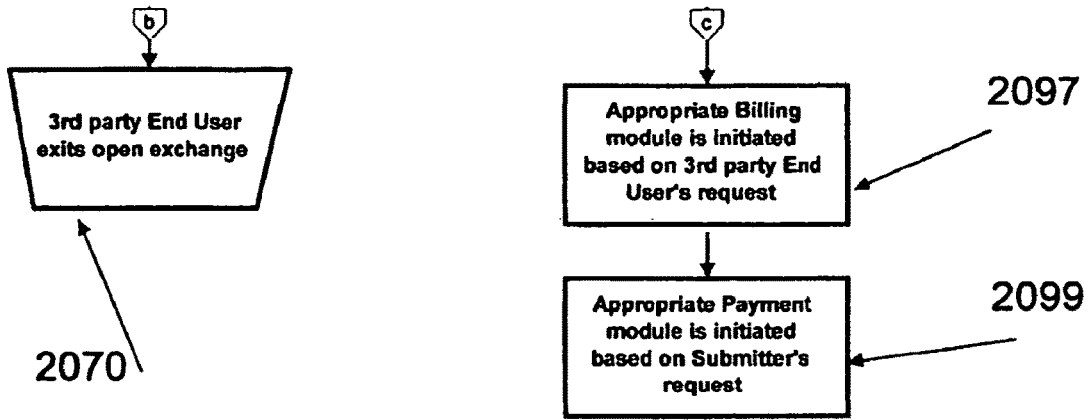 b
3rd party End User
exits open exchange
2070
c
Appropriate Billing
module is initiated
based on 3rd party End
User's request
2097
Appropriate Payment
module is initiated
based on Submitter's
request
2099